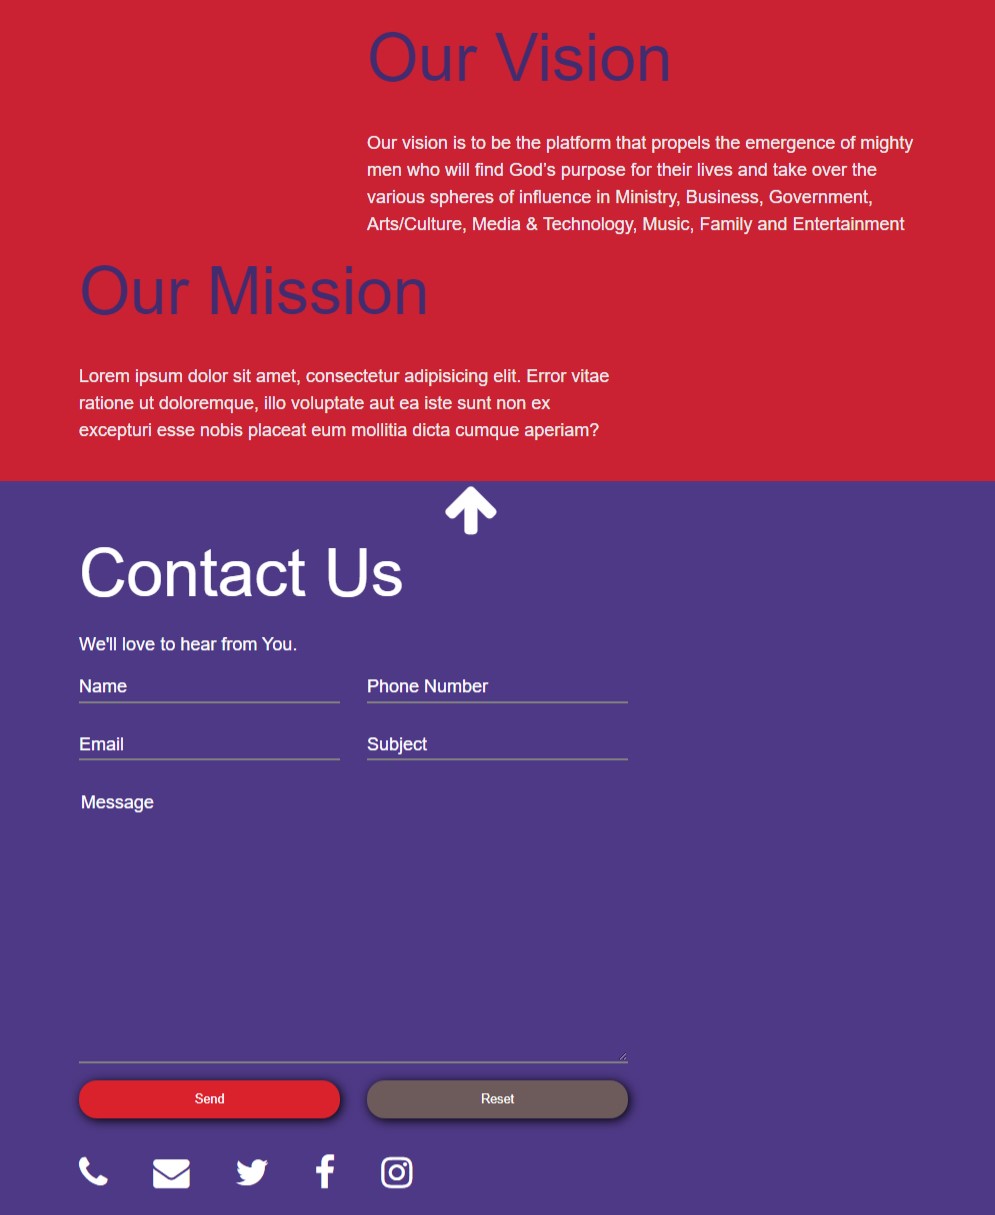 Our Vision
Our vision is to be the platform that propels the emergence of mighty
men who will find God's purpose for their lives and take over the
various spheres of influence in Ministry, Business, Government,
Arts/Culture, Media & Technology, Music, Family and Entertainment
Our Mission
Lorem ipsum dolor sit amet, consectetur adipisicing elit. Error vitae
ratione ut doloremque, illo voluptate aut ea iste sunt non ex
excepturi esse nobis placeat eum mollitia dicta cumque aperiam?
Contact Us
We'll love to hear from You.
Name
Phone Number
Email
Subject
Message
Send
Reset